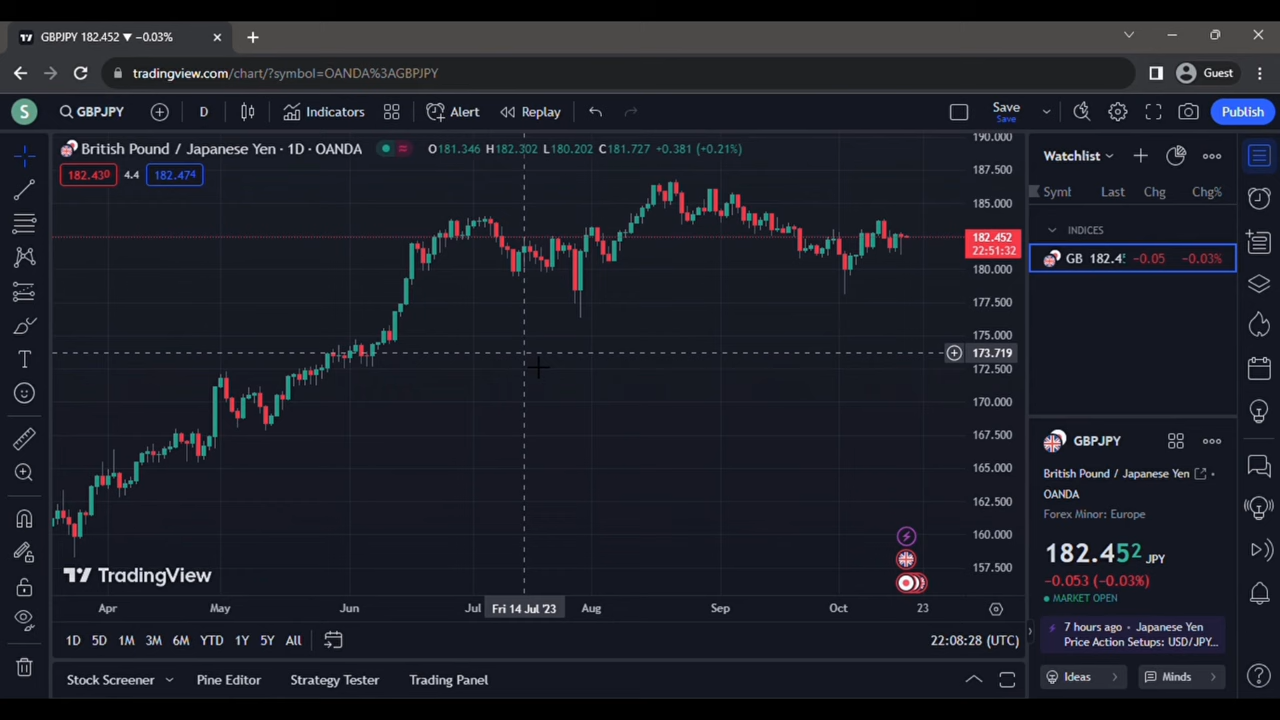 GBPJPY 182.452 ▼ −0.03%
tradingview.com/chart/?symbol=OANDA%3AGBPJPY
Guest
S
GBPJPY
D
Indicators
Alert
Replay
Save
Save
Publish
British Pound / Japanese Yen · 1D · OANDA
O181.346 H182.302 L180.202 C181.727 +0.381 (+0.21%)
182.430 4.4 182.474
190.000
187.500
185.000
182.452
22:51:32
180.000
177.500
175.000
173.719
172.500
170.000
167.500
165.000
162.500
160.000
157.500
TradingView
Apr May Jun Jul Fri 14 Jul '23 Aug Sep Oct 23
1D 5D 1M 3M 6M YTD 1Y 5Y All
22:08:28 (UTC)
Stock Screener Pine Editor Strategy Tester Trading Panel
Watchlist
Symb Last Chg Chg%
INDICES
GB 182.45 −0.05 −0.03%
GBPJPY
British Pound / Japanese Yen
OANDA
Forex Minor: Europe
182.452 JPY
−0.053 (−0.03%)
MARKET OPEN
7 hours ago · Japanese Yen
Price Action Setups: USD/JPY...
Ideas
Minds